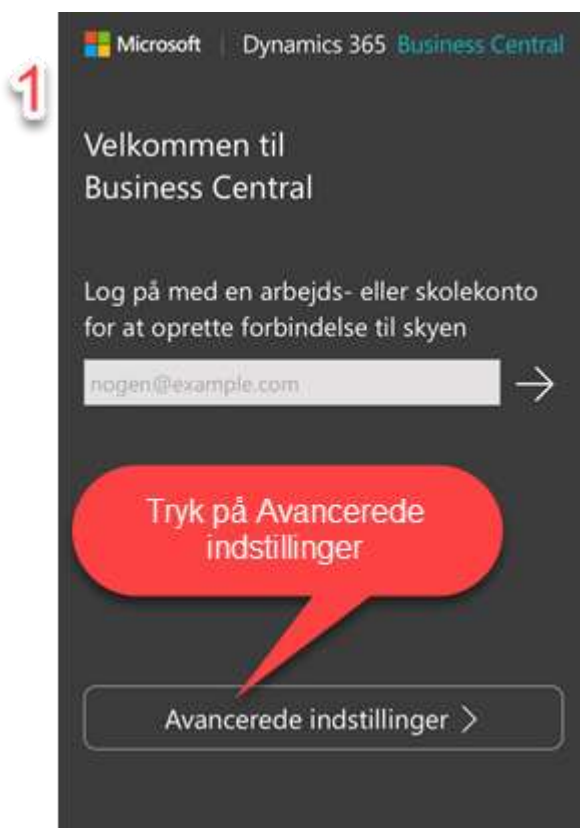 Microsoft | Dynamics 365 Business Central
1
Velkommen til
Business Central
Log på med en arbejds- eller skolekonto
for at oprette forbindelse til skyen
nogen@example.com
Tryk på Avancerede
indstillinger
Avancerede indstillinger >